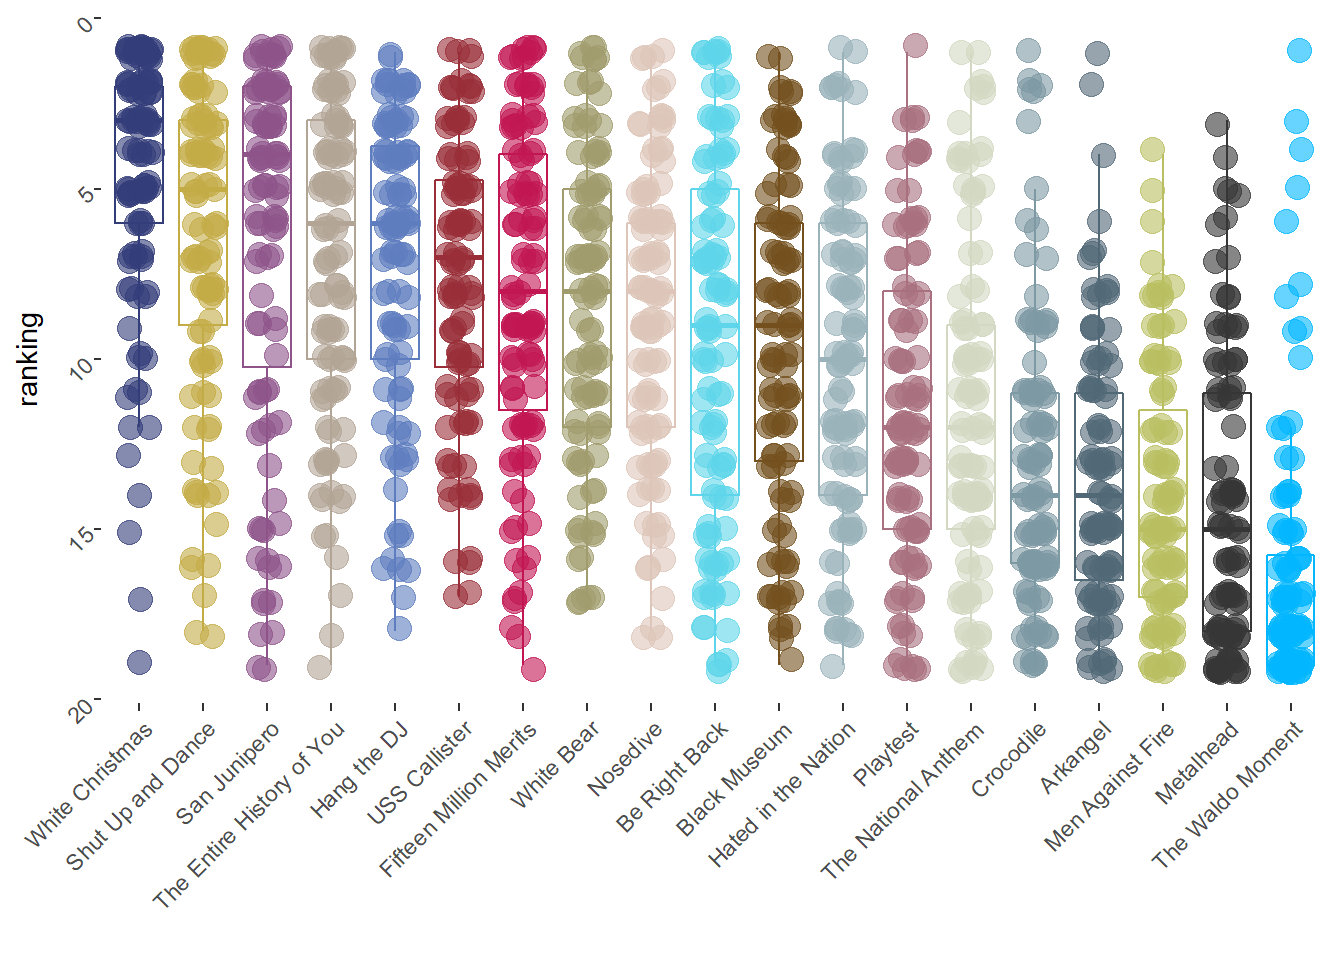 0
5
10
15
20
ranking
White Christmas
Shut Up and Dance
San Junipero
The Entire History of You
Hang the DJ
USS Callister
Fifteen Million Merits
White Bear
Nosedive
Be Right Back
Black Museum
Hated in the Nation
Playtest
The National Anthem
Crocodile
Arkangel
Men Against Fire
Metalhead
The Waldo Moment